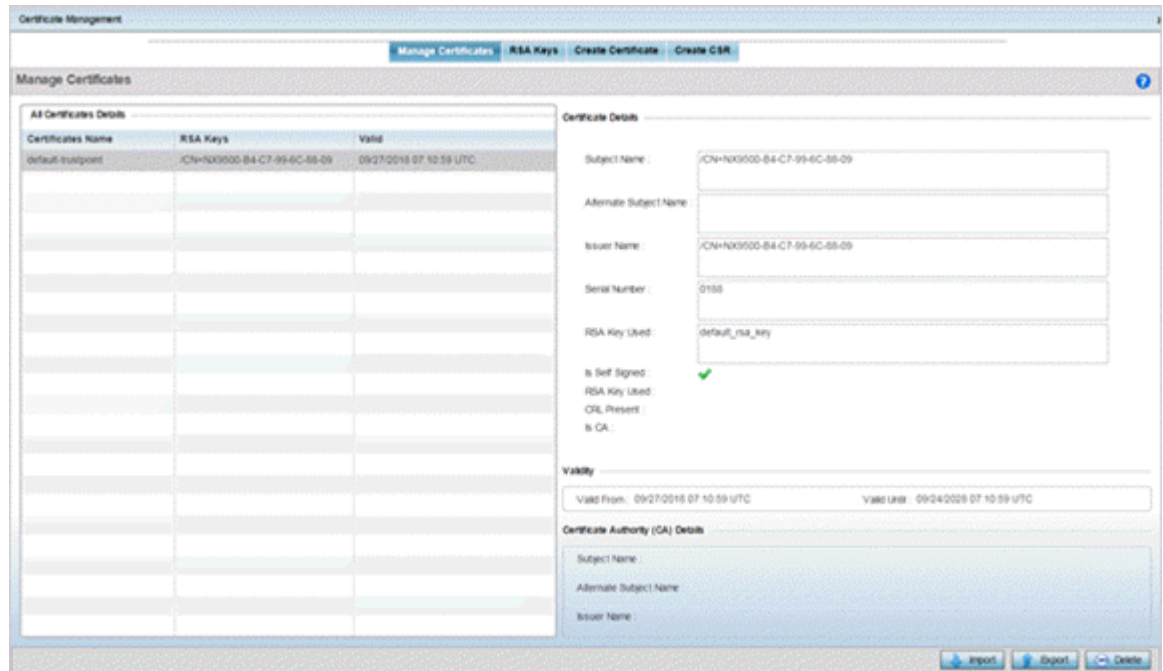 Certificate Management
Manage Certificates RSA Keys Create Certificate Create CSR
Manage Certificates
?
All Certificates Details
Certificates Name RSA Keys Valid
default-trustpoint /CN=NX9500-B4-C7-99-6C-88-09 09/27/2018 07:10:59 UTC
Certificate Details
Subject Name : /CN=NX9500-B4-C7-99-6C-88-09
Alternate Subject Name :
Issuer Name : /CN=NX9500-B4-C7-99-6C-88-09
Serial Number : 0188
RSA Key Used : default_rsa_key
Is Self Signed :
RSA Key Used :
CRL Present :
Is CA :
Validity
Valid From : 09/27/2018 07:10:59 UTC Valid Until : 09/24/2028 07:10:59 UTC
Certificate Authority (CA) Details
Subject Name :
Alternate Subject Name
Issuer Name :
Import Export Delete